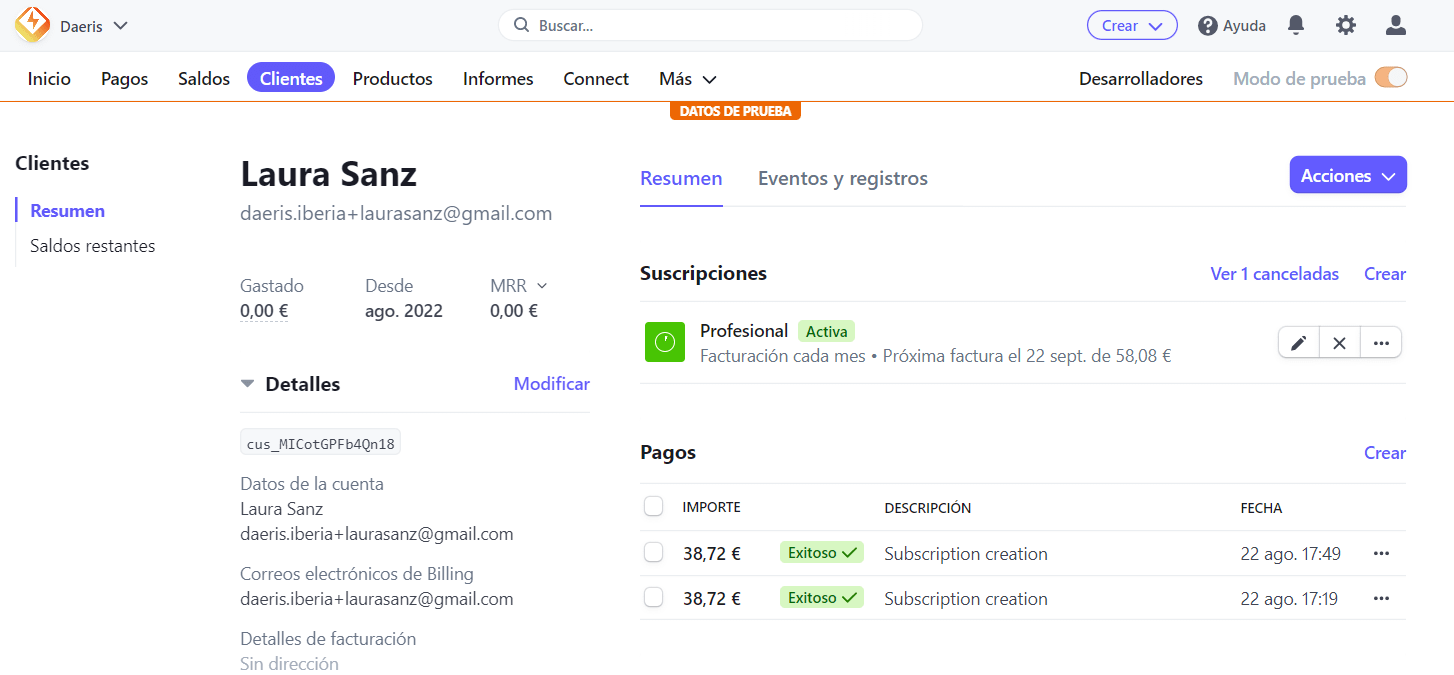 Daeris
Buscar...
Crear
Ayuda
Inicio
Pagos
Saldos
Clientes
Productos
Informes
Connect
Más
Desarrolladores
Modo de prueba
DATOS DE PRUEBA
Clientes
Resumen
Saldos restantes
Laura Sanz
daeris.iberia+laurasanz@gmail.com
Gastado
0,00 €
Desde
ago. 2022
MRR
0,00 €
Detalles
Modificar
cus_MICotGPFb4Qn18
Datos de la cuenta
Laura Sanz
daeris.iberia+laurasanz@gmail.com
Correos electrónicos de Billing
daeris.iberia+laurasanz@gmail.com
Detalles de facturación
Sin dirección
Resumen
Eventos y registros
Acciones
Suscripciones
Ver 1 canceladas
Crear
Profesional Activa
Facturación cada mes • Próxima factura el 22 sept. de 58,08 €
Pagos
Crear
IMPORTE DESCRIPCIÓN FECHA
38,72 € Exitoso Subscription creation 22 ago. 17:49
38,72 € Exitoso Subscription creation 22 ago. 17:19